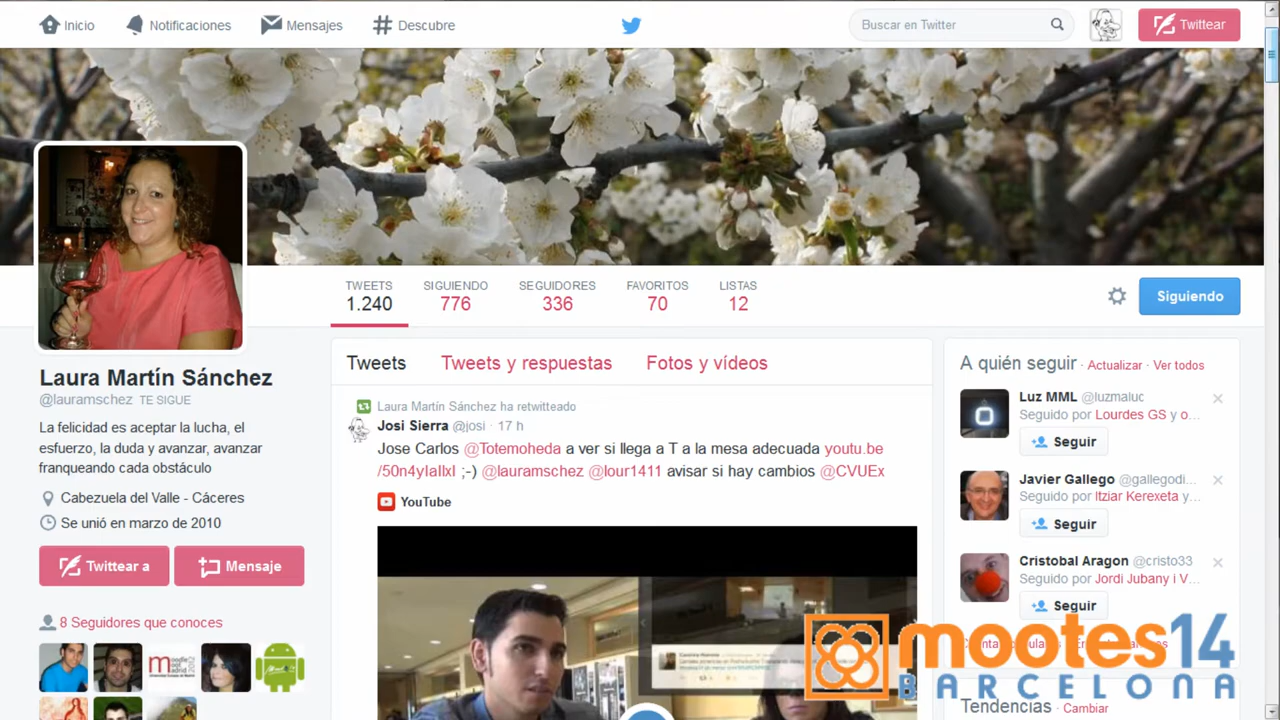 Inicio Notificaciones Mensajes # Descubre Buscar en Twitter Twittear
TWEETS SIGUIENDO SEGUIDORES FAVORITOS LISTAS
1.240 776 336 70 12
Siguiendo
Laura Martín Sánchez
@lauramschez TE SIGUE
La felicidad es aceptar la lucha, el
esfuerzo, la duda y avanzar, avanzar
franqueando cada obstáculo
Cabezuela del Valle - Cáceres
Se unió en marzo de 2010
Twittear a Mensaje
8 Seguidores que conoces
moodle
2012
Tweets Tweets y respuestas Fotos y vídeos
Laura Martín Sánchez ha retwitteado
Josi Sierra @josi · 17 h
Jose Carlos @Totemoheda a ver si llega a T a la mesa adecuada youtu.be
/50n4yIallxI ;-) @lauramschez @lour1411 avisar si hay cambios @CVUEx
YouTube
A quién seguir · Actualizar · Ver todos
Luz MML @luzmaluc
Seguido por Lourdes GS y o...
Seguir
Javier Gallego @gallegodi...
Seguido por Itziar Kerexeta y...
Seguir
Cristobal Aragon @cristo33
Seguido por Jordi Jubany i V...
Seguir
mootes14
BARCELONA
Tendencias · Cambiar